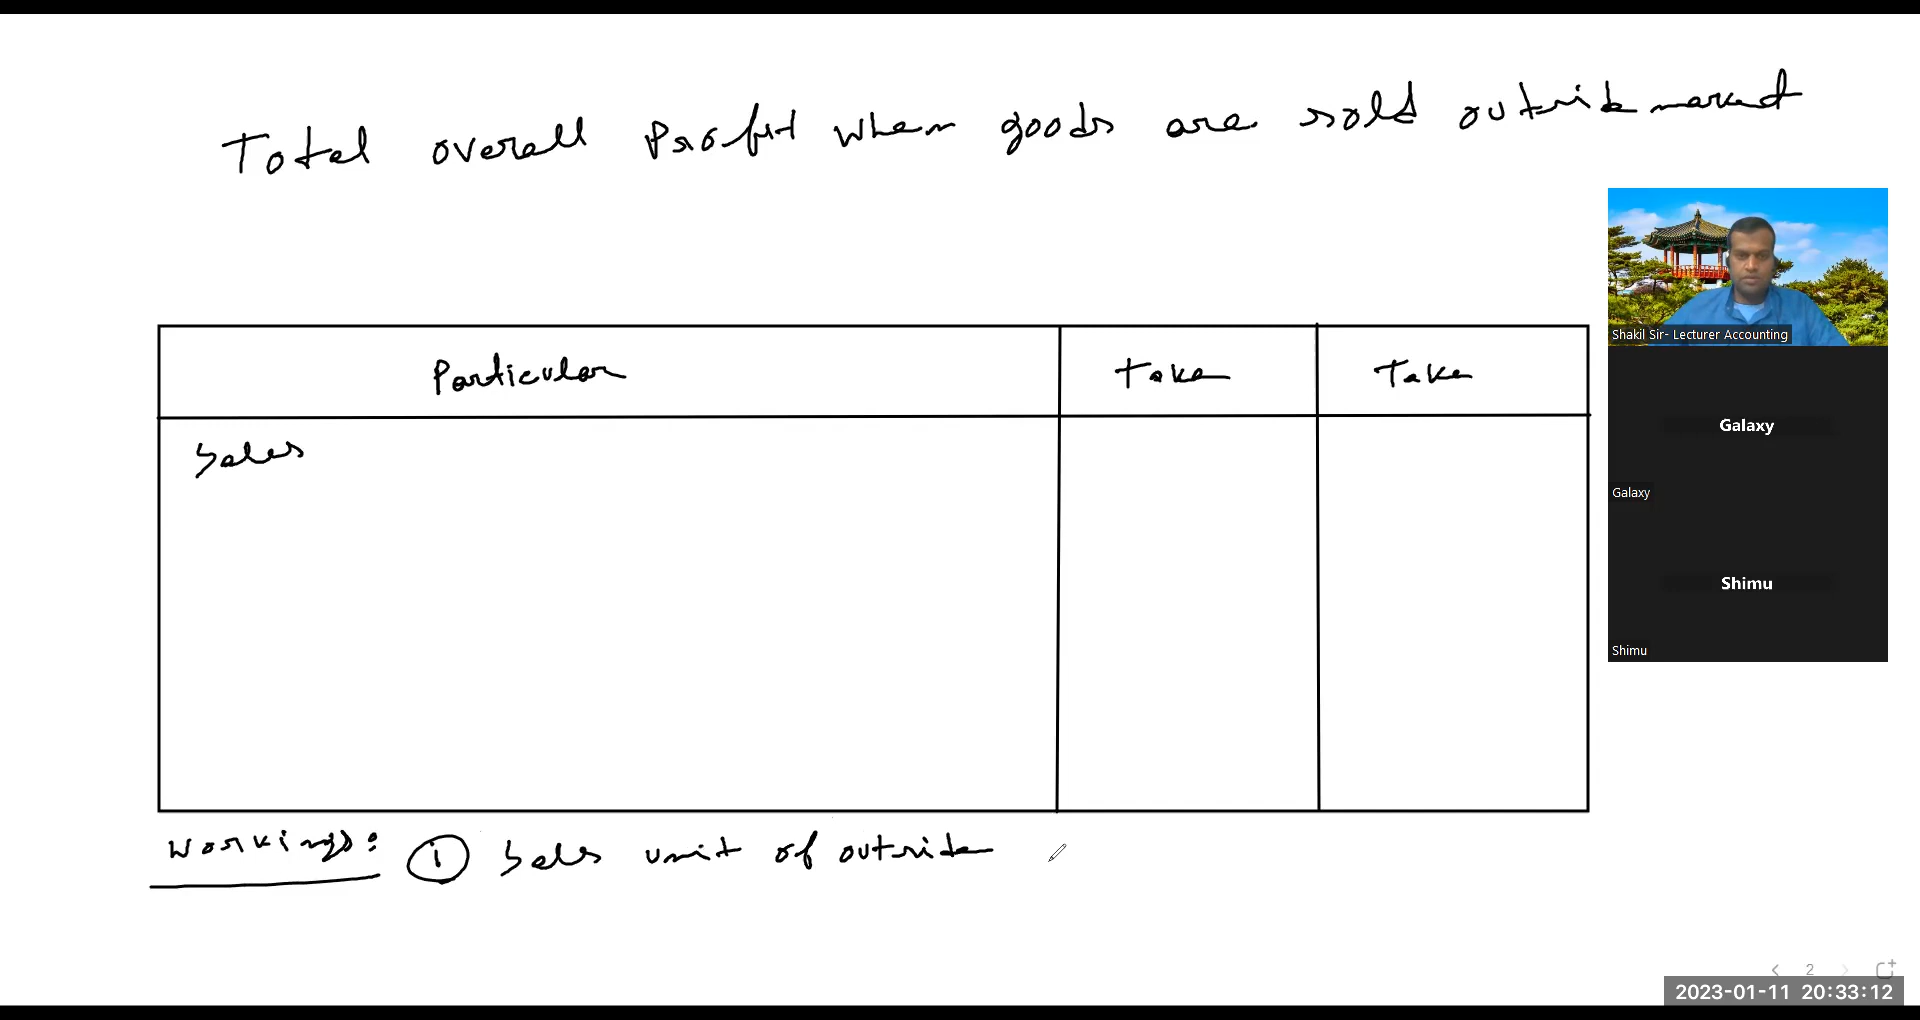 Total overall Profit when goods are sold outside market
Particular
Taka
Taka
Sales
Workings: ① Sales unit of outside
Shakil Sir- Lecturer Accounting
Galaxy
Galaxy
Shimu
Shimu
2
2023-01-11 20:33:12